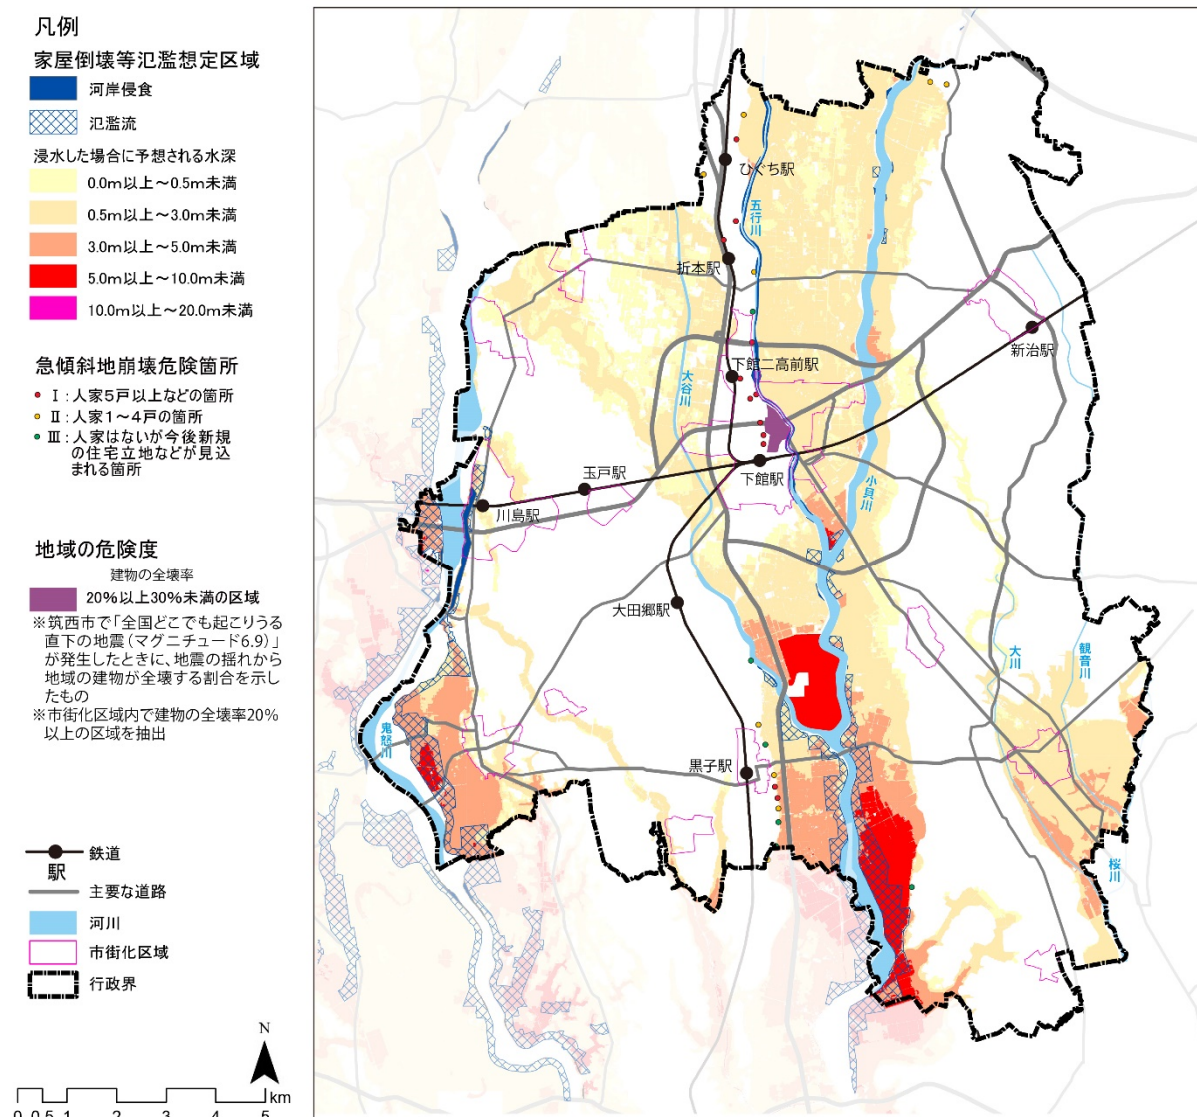 凡例
家屋倒壊等氾濫想定区域
河岸侵食
氾濫流
浸水した場合に予想される水深
0.0m以上～0.5m未満
0.5m以上～3.0m未満
3.0m以上～5.0m未満
5.0m以上～10.0m未満
10.0m以上～20.0m未満
急傾斜地崩壊危険箇所
Ⅰ：人家5戸以上などの箇所
Ⅱ：人家1～4戸の箇所
Ⅲ：人家はないが今後新規
の住宅立地などが見込
まれる箇所
地域の危険度
建物の全壊率
20％以上30％未満の区域
※筑西市で「全国どこでも起こりうる
直下の地震（マグニチュード6.9）」
が発生したときに、地震の揺れから
地域の建物が全壊する割合を示し
たもの
※市街化区域内で建物の全壊率20％
以上の区域を抽出
鉄道
駅
主要な道路
河川
市街化区域
行政界
N
km
0 0.5 1 2 3 4 5
ひぐち駅
五行川
折本駅
新治駅
下館二高前駅
大谷川
下館駅
小貝川
玉戸駅
川島駅
大田郷駅
大川
観音川
鬼怒川
黒子駅
桜川